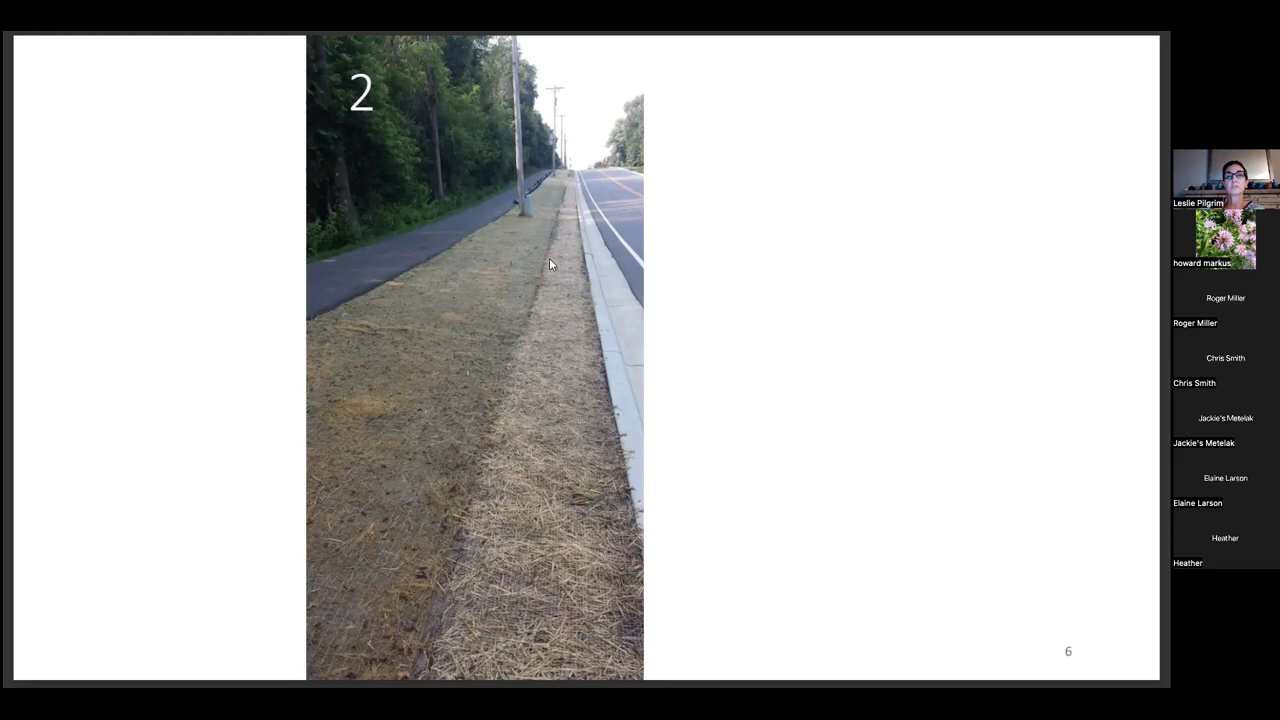 2
6
Leslie Pilgrim
howard markus
Roger Miller
Roger Miller
Chris Smith
Chris Smith
Jackie's Metelak
Jackie's Metelak
Elaine Larson
Elaine Larson
Heather
Heather